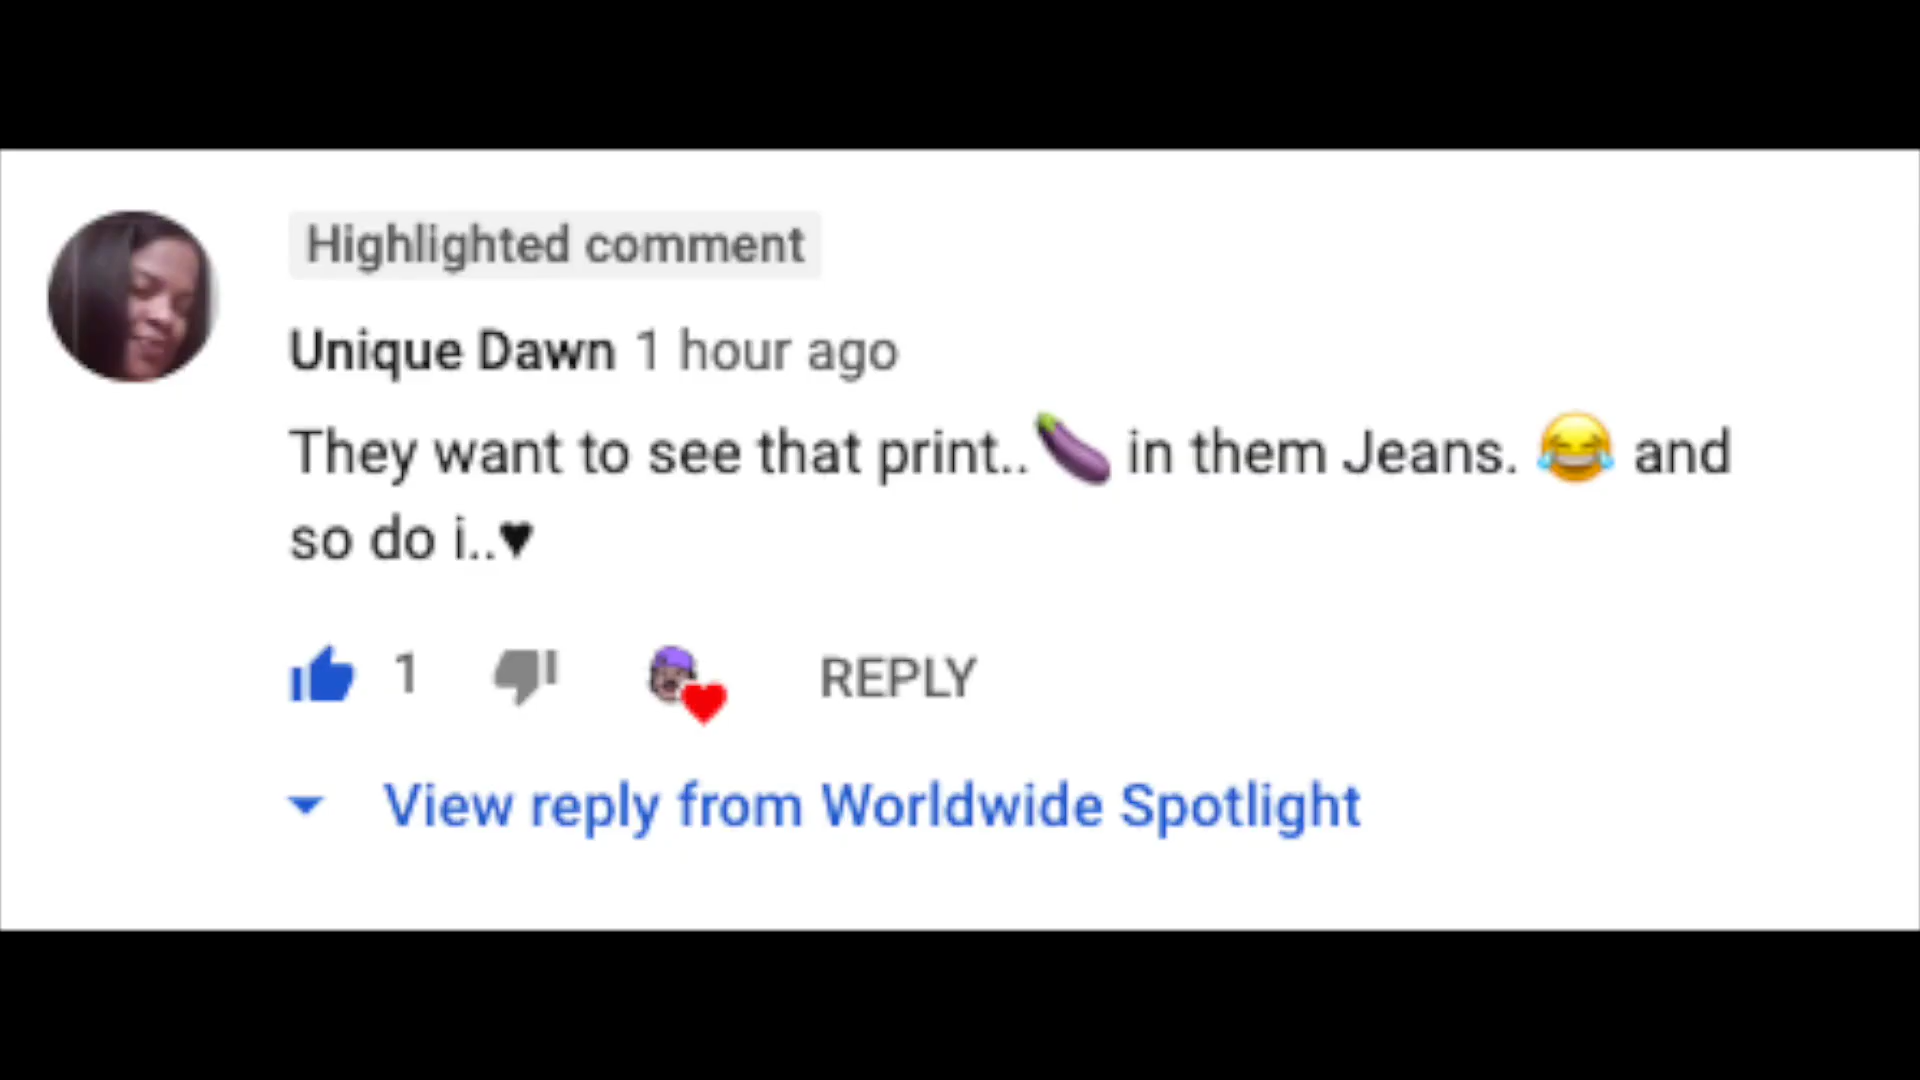 Highlighted comment
Unique Dawn 1 hour ago
They want to see that print..🍆 in them Jeans. 😂 and
so do i..♥
1 REPLY
View reply from Worldwide Spotlight